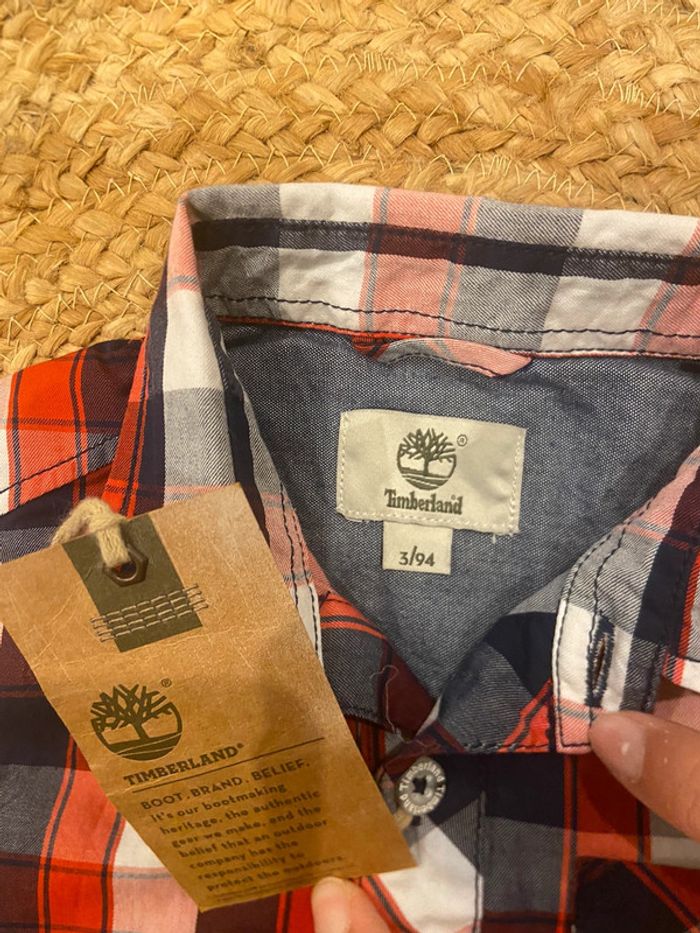 ®
Timberland
3/94
®
TIMBERLAND®
BOOT. BRAND. BELIEF.
It's our bootmaking
heritage, the authentic
gear we make, and the
belief that an outdoor
company has the
responsibility to
protect the outdoors.